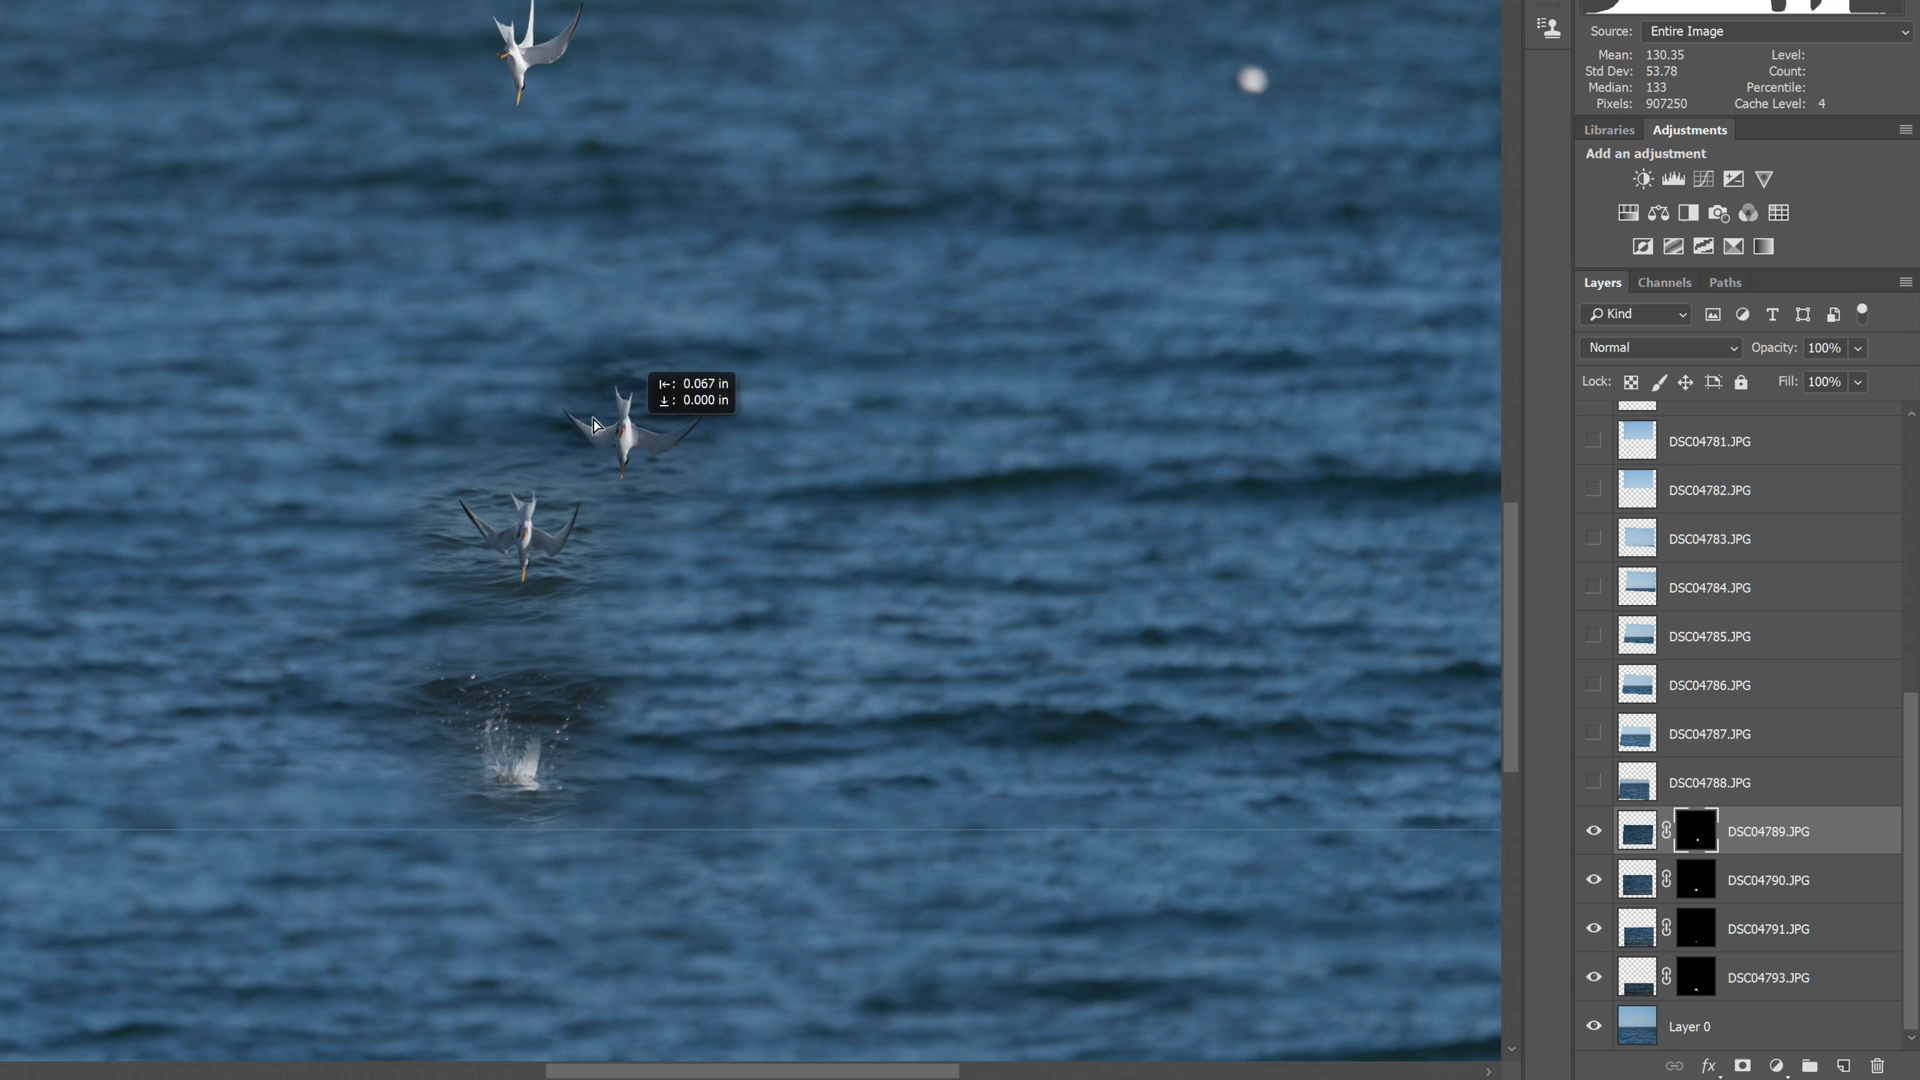 Source: Entire Image
Mean: 130.35 Level:
Std Dev: 53.78 Count:
Median: 133 Percentile:
Pixels: 907250 Cache Level: 4
Libraries Adjustments
Add an adjustment
Layers Channels Paths
Kind
Normal Opacity: 100%
Lock: Fill: 100%
0.067 in
0.000 in
DSC04781.JPG
DSC04782.JPG
DSC04783.JPG
DSC04784.JPG
DSC04785.JPG
DSC04786.JPG
DSC04787.JPG
DSC04788.JPG
DSC04789.JPG
DSC04790.JPG
DSC04791.JPG
DSC04793.JPG
Layer 0
fx